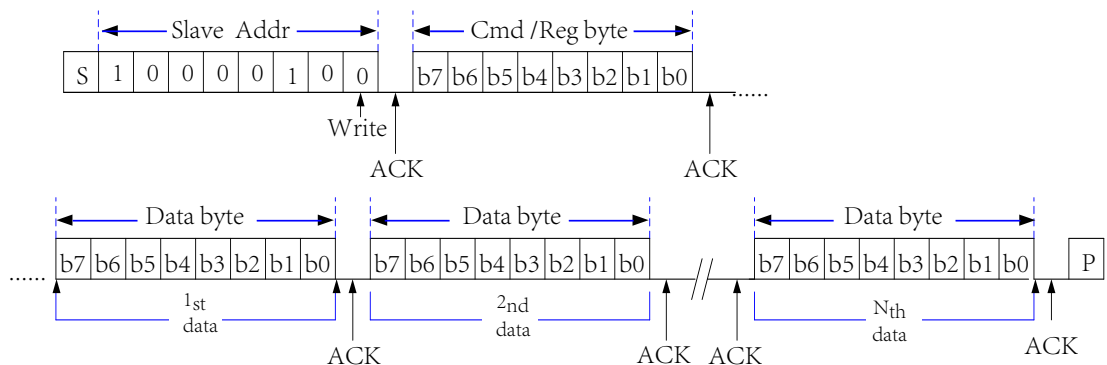 Slave Addr Cmd /Reg byte
S 1 0 0 0 0 1 0 0 b7 b6 b5 b4 b3 b2 b1 b0
......
Write
ACK ACK
Data byte Data byte Data byte
b7 b6 b5 b4 b3 b2 b1 b0 b7 b6 b5 b4 b3 b2 b1 b0 b7 b6 b5 b4 b3 b2 b1 b0 P
......
1st 2nd Nth
data data data
ACK ACK ACK ACK